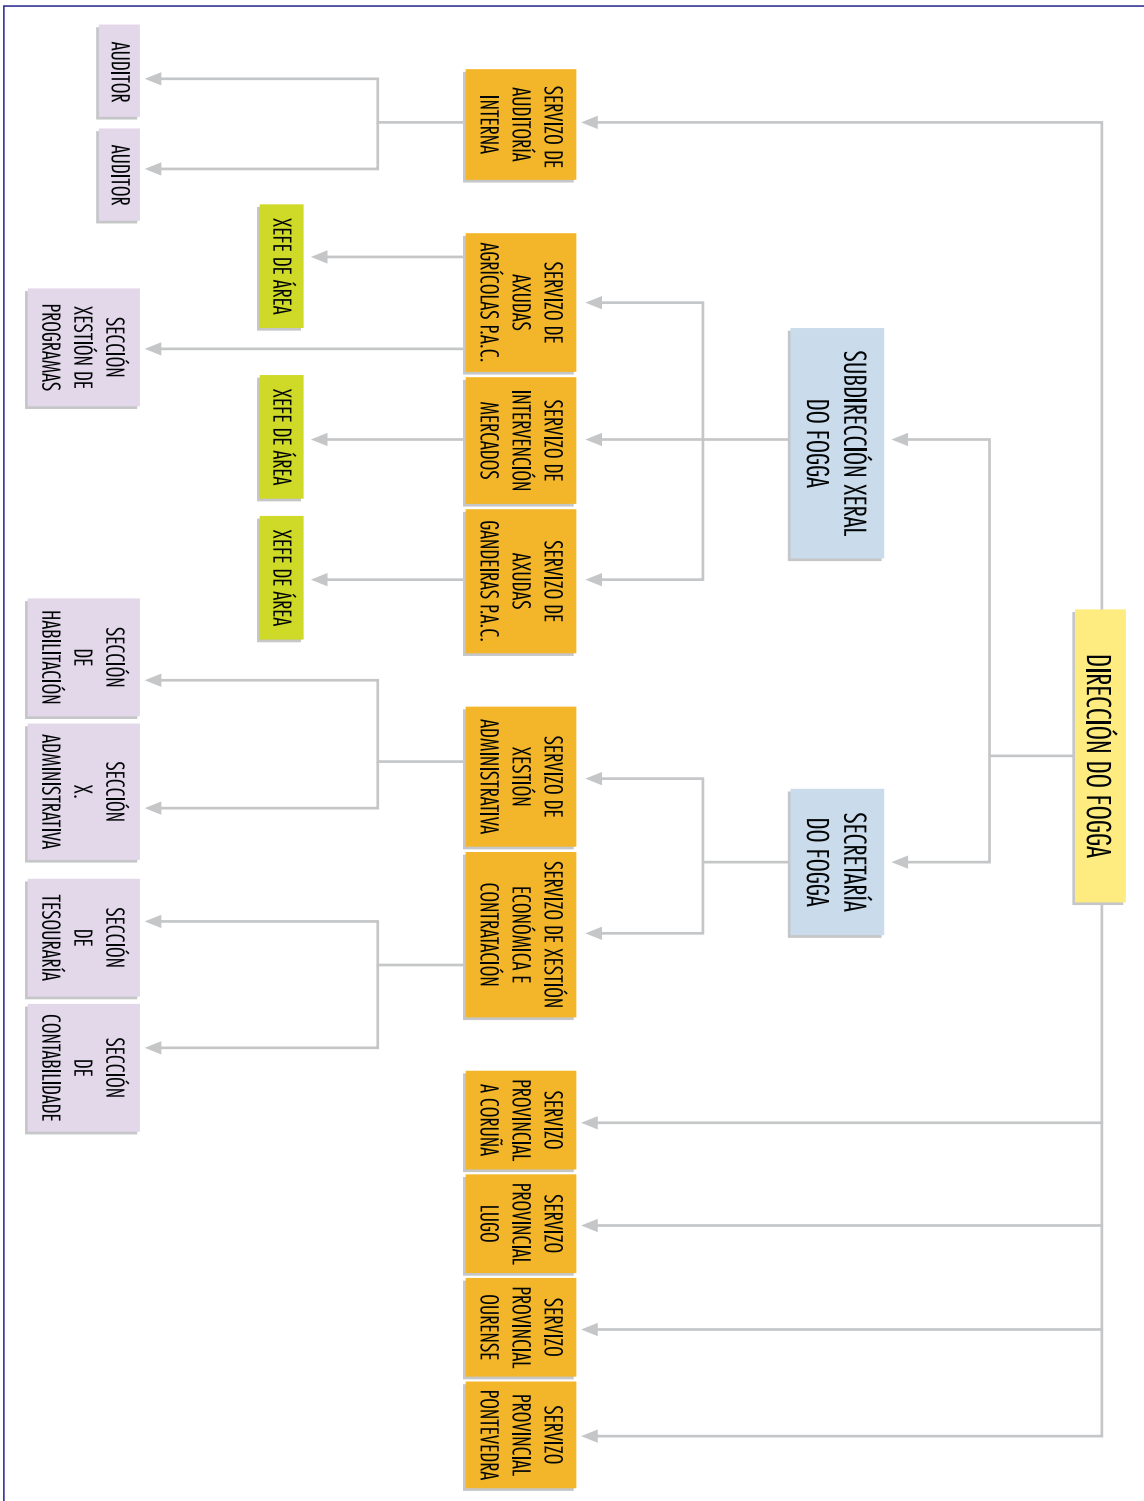 DIRECCIÓN DO FOGGA
SUBDIRECCIÓN XERAL
DO FOGGA
SECRETARÍA
DO FOGGA
SERVIZO DE
AUDITORÍA
INTERNA
SERVIZO DE
AXUDAS
AGRÍCOLAS P.A.C.
SERVIZO DE
INTERVENCIÓN
MERCADOS
SERVIZO DE
AXUDAS
GANDEIRAS P.A.C.
SERVIZO DE
XESTIÓN
ADMINISTRATIVA
SERVIZO DE XESTIÓN
ECONÓMICA E
CONTRATACIÓN
SERVIZO
PROVINCIAL
A CORUÑA
SERVIZO
PROVINCIAL
LUGO
SERVIZO
PROVINCIAL
OURENSE
SERVIZO
PROVINCIAL
PONTEVEDRA
XEFE DE ÁREA
XEFE DE ÁREA
XEFE DE ÁREA
AUDITOR
AUDITOR
SECCIÓN
XESTIÓN DE
PROGRAMAS
SECCIÓN
DE
HABILITACIÓN
SECCIÓN
X.
ADMINISTRATIVA
SECCIÓN
DE
TESOURARÍA
SECCIÓN
DE
CONTABILIDADE